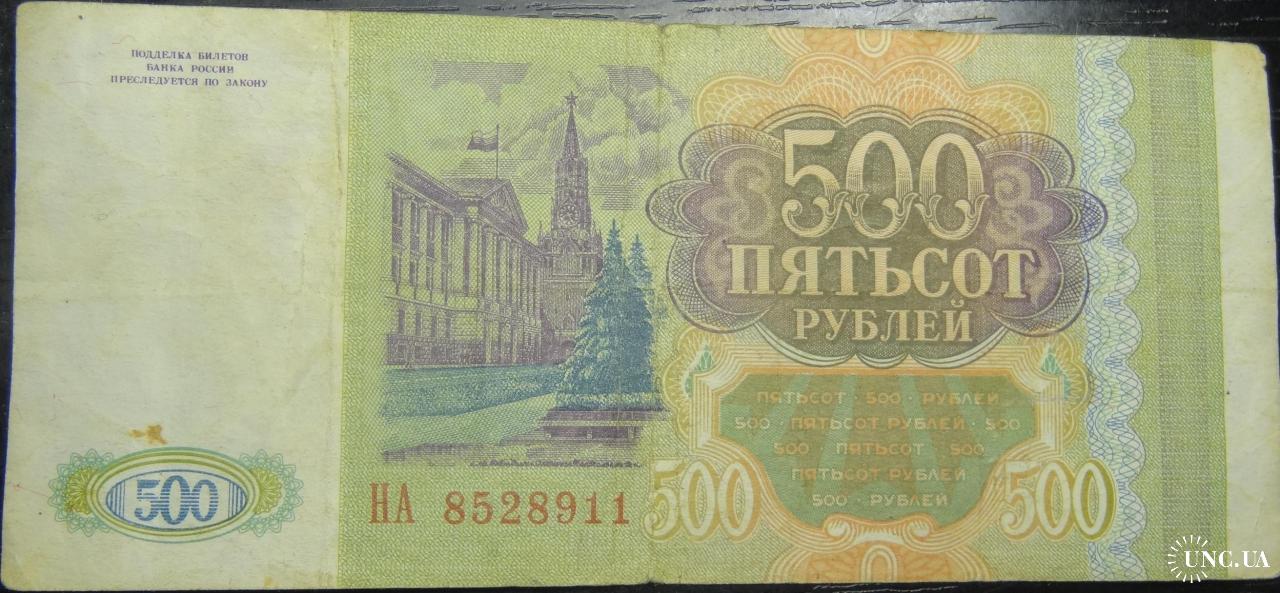 ПОДДЕЛКА БИЛЕТОВ
БАНКА РОССИИ
ПРЕСЛЕДУЕТСЯ ПО ЗАКОНУ
500
ПЯТЬСОТ
РУБЛЕЙ
ПЯТЬСОТ · 500 · РУБЛЕЙ
500 · ПЯТЬСОТ РУБЛЕЙ · 500
500 ПЯТЬСОТ 500
ПЯТЬСОТ РУБЛЕЙ
500 · РУБЛЕЙ
500
НА 8528911
500
500
UNC.UA